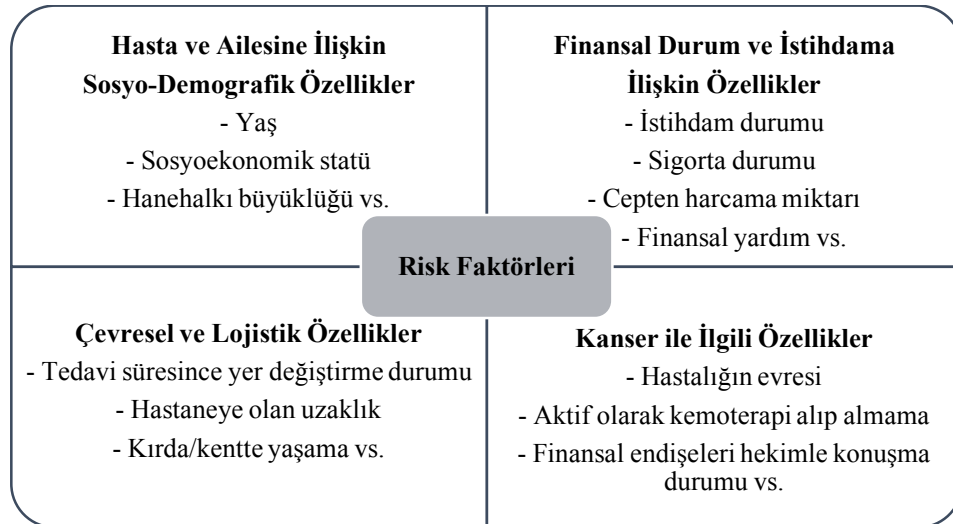 Hasta ve Ailesine İlişkin
Sosyo-Demografik Özellikler
- Yaş
- Sosyoekonomik statü
- Hanehalkı büyüklüğü vs.
Finansal Durum ve İstihdama
İlişkin Özellikler
- İstihdam durumu
- Sigorta durumu
- Cepten harcama miktarı
- Finansal yardım vs.
Risk Faktörleri
Çevresel ve Lojistik Özellikler
- Tedavi süresince yer değiştirme durumu
- Hastaneye olan uzaklık
- Kırda/kentte yaşama vs.
Kanser ile İlgili Özellikler
- Hastalığın evresi
- Aktif olarak kemoterapi alıp almama
- Finansal endişeleri hekimle konuşma
durumu vs.